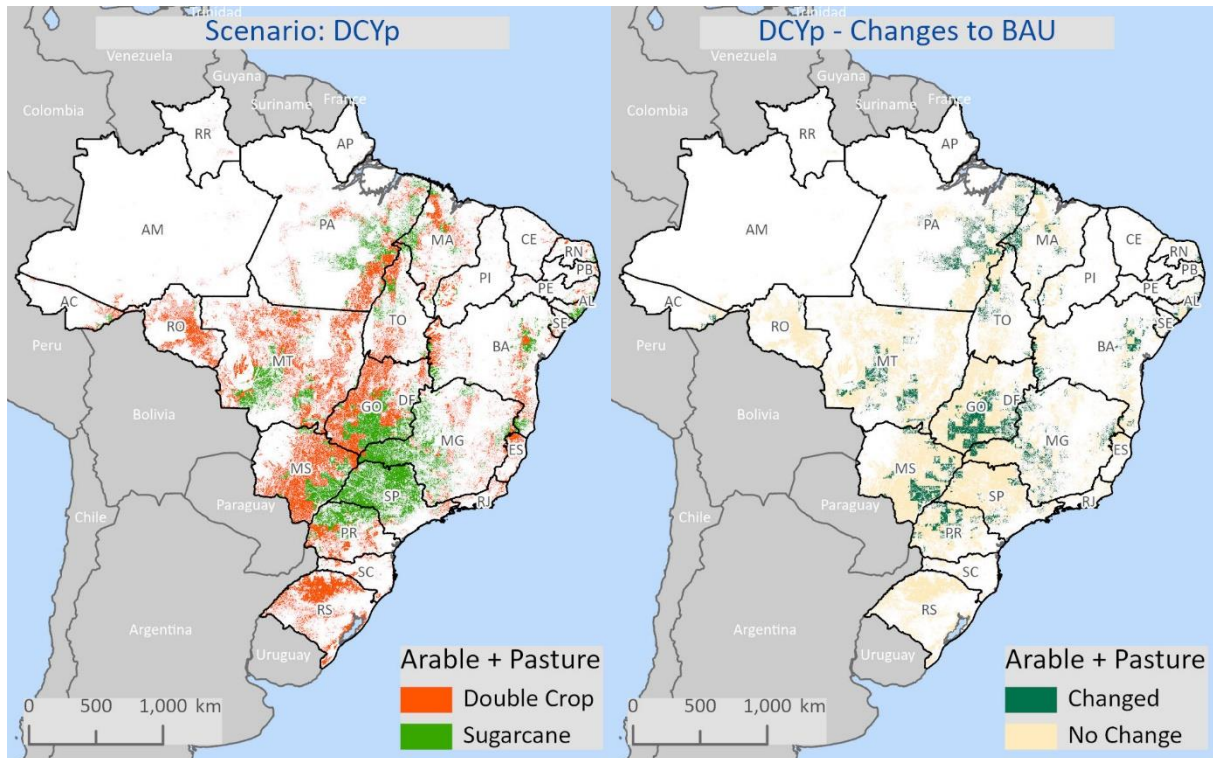 Scenario: DCYp
Trinidad
Venezuela
Guyana
Suriname
France
Colombia
RR
AP
AM
PA
MA
CE
RN
PB
PI
PE
AL
AC
SE
RO
TO
BA
Peru
MT
Bolivia
GO
DF
MG
ES
MS
SP
RJ
Paraguay
Chile
PR
SC
RS
Argentina
Uruguay
Arable + Pasture
Double Crop
Sugarcane
0 500 1,000 km
DCYp - Changes to BAU
Trinidad
Venezuela
Guyana
Suriname
France
Colombia
RR
AP
AM
PA
MA
CE
RN
PB
PI
PE
AL
AC
SE
RO
TO
BA
Peru
MT
Bolivia
GO
DF
MG
ES
MS
SP
RJ
Paraguay
Chile
PR
SC
RS
Argentina
Uruguay
Arable + Pasture
Changed
No Change
0 500 1,000 km